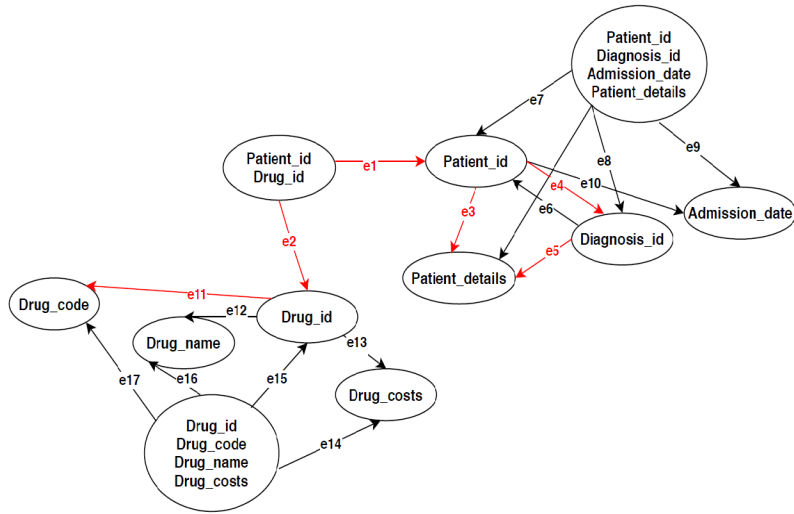 Patient_id
Diagnosis_id
Admission_date
Patient_details
e7
Patient_id
Drug_id
e1
Patient_id
e8
e9
e4
e10
e3
e6
Admission_date
e2
Diagnosis_id
e5
Patient_details
e11
Drug_code
e12
Drug_id
Drug_name
e13
e17
e16
e15
Drug_costs
Drug_id
Drug_code
Drug_name
Drug_costs
e14